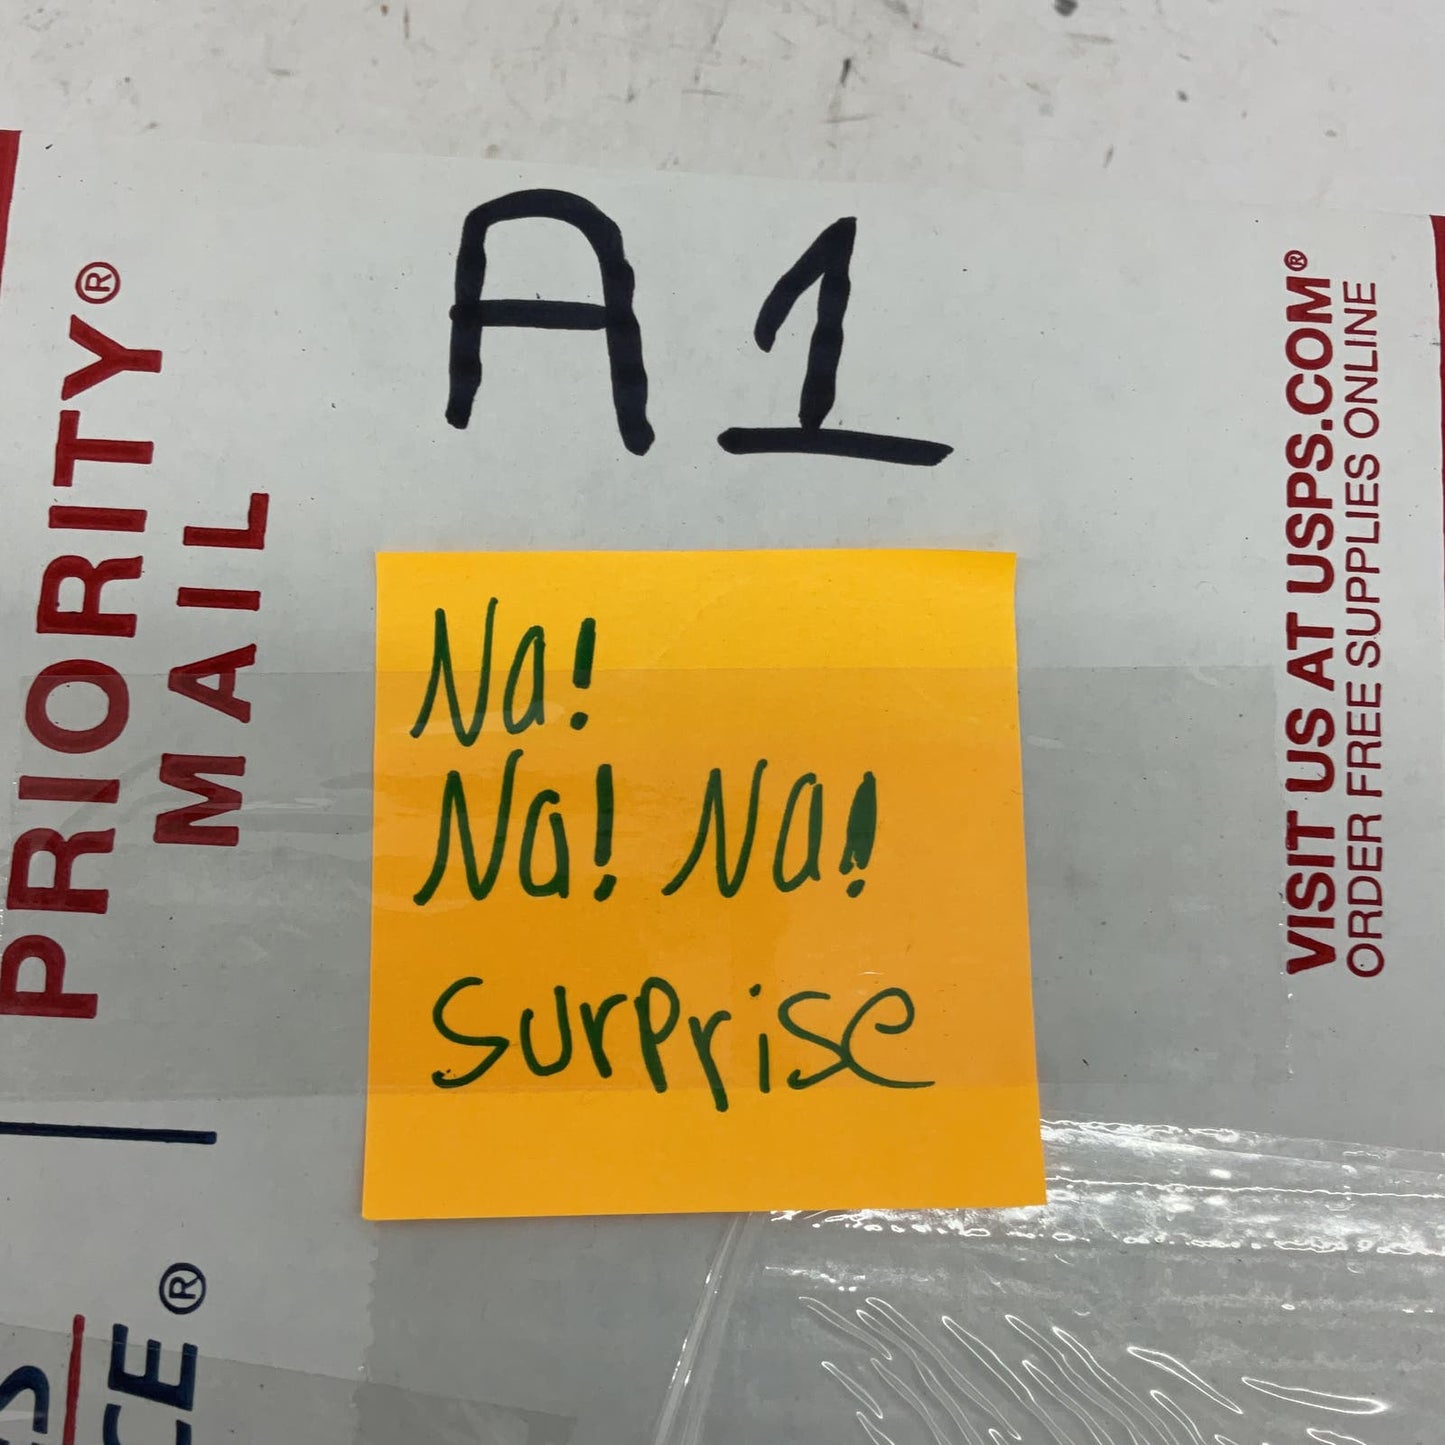 A1
PRIORITY®
MAIL
Na!
Na! Na!
surprise
VISIT US AT USPS.COM®
ORDER FREE SUPPLIES ONLINE